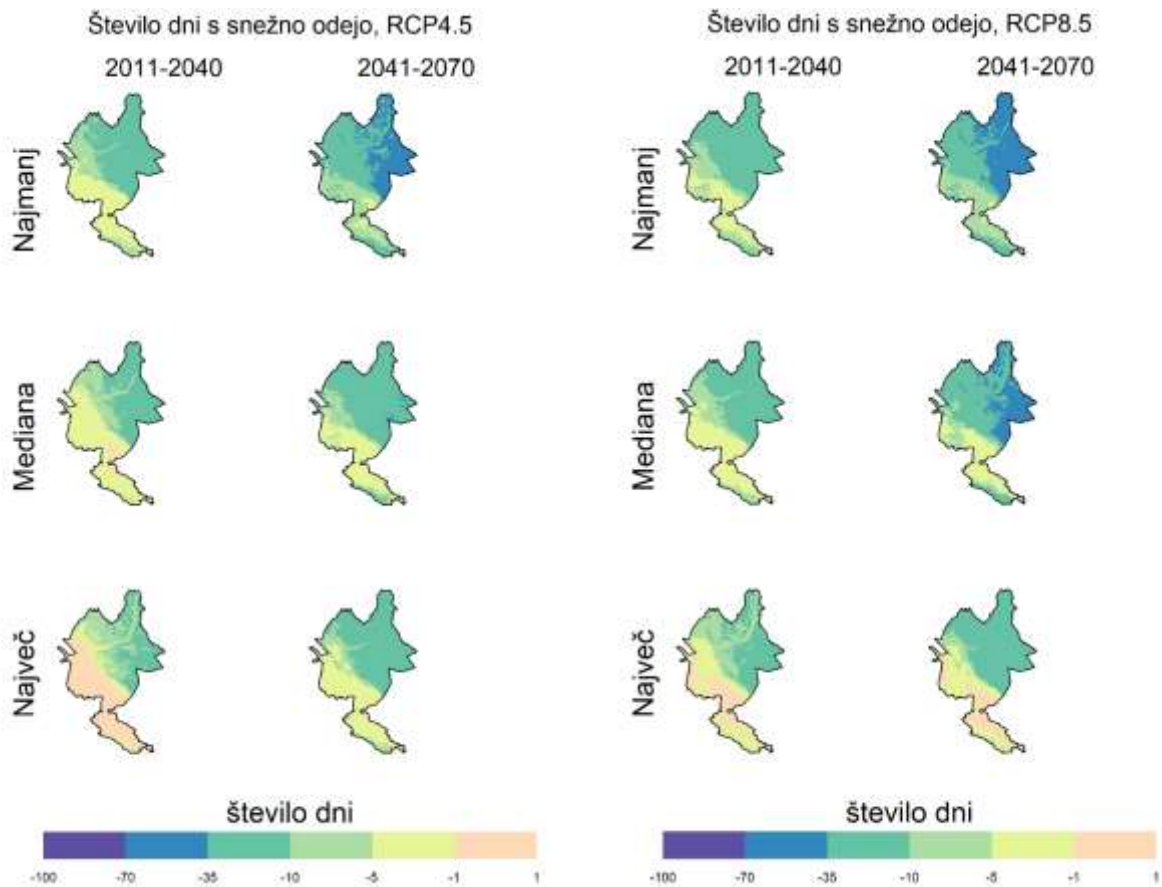 Število dni s snežno odejo, RCP4.5
2011-2040 2041-2070
Najmanj
Mediana
Največ
število dni
-100 -70 -35 -10 -5 -1 1
Število dni s snežno odejo, RCP8.5
2011-2040 2041-2070
Najmanj
Mediana
Največ
število dni
-100 -70 -35 -10 -5 -1 1